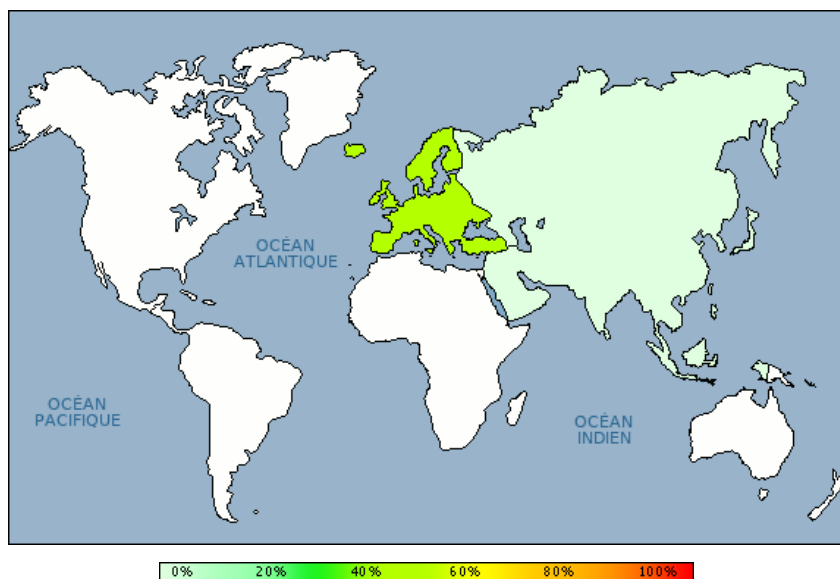 OCÉAN
ATLANTIQUE
OCÉAN
PACIFIQUE
OCÉAN
INDIEN
0% 20% 40% 60% 80% 100%